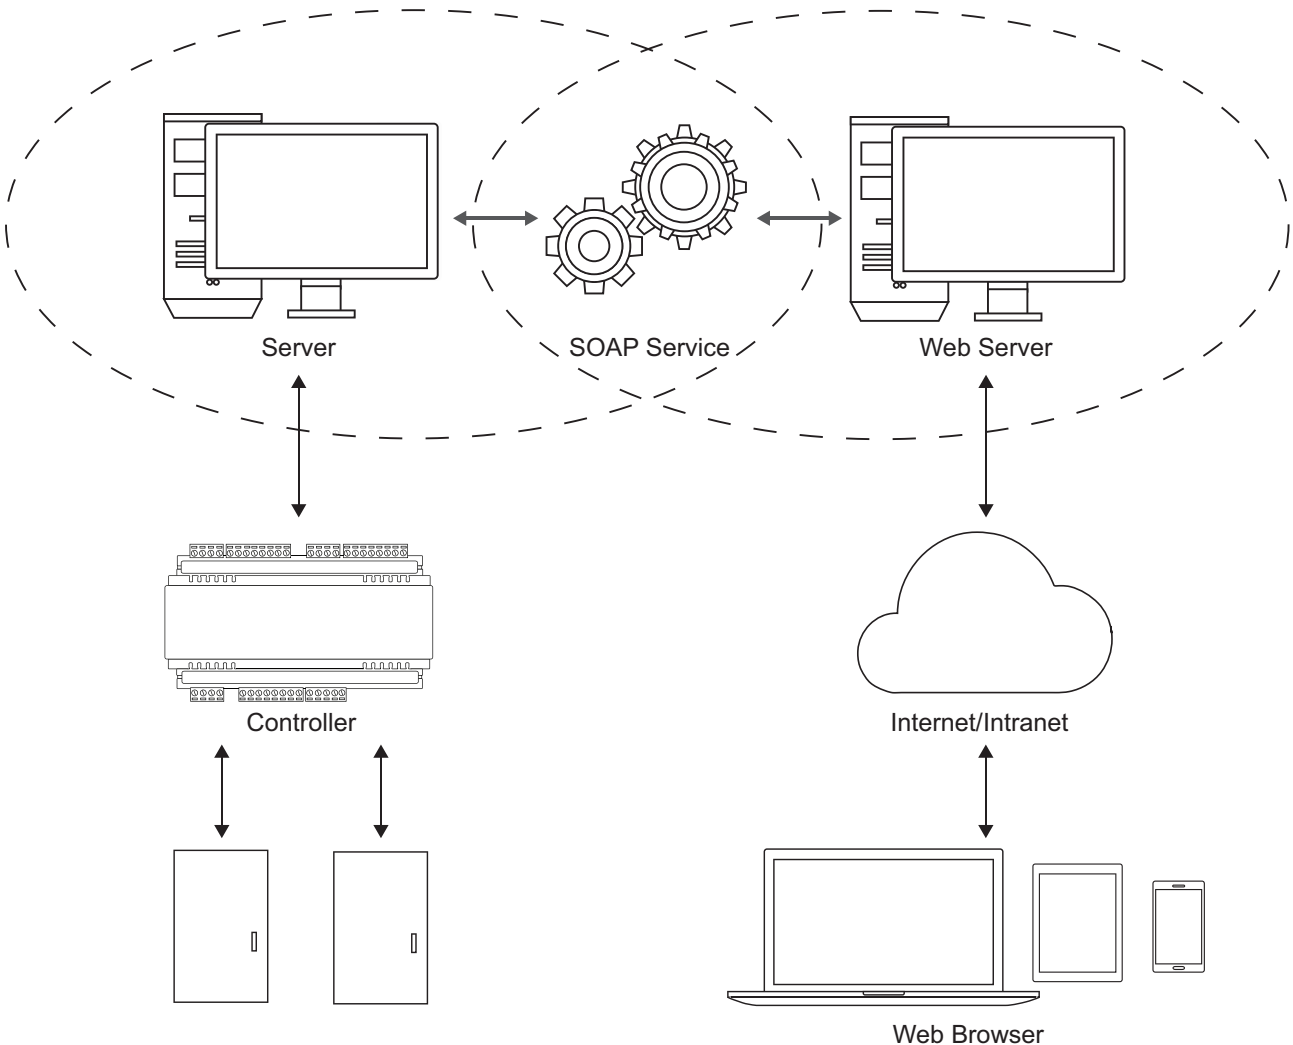 Server
SOAP Service
Web Server
Controller
Internet/Intranet
Web Browser